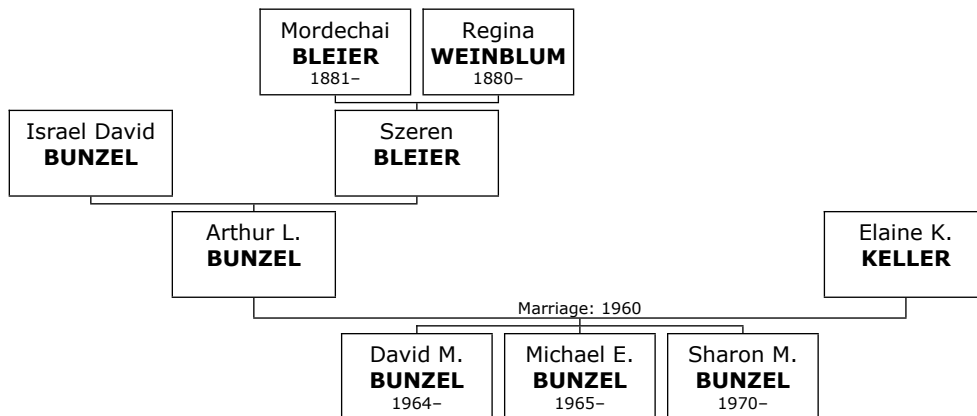 Mordechai
BLEIER
1881–
Regina
WEINBLUM
1880–
Israel David
BUNZEL
Szeren
BLEIER
Arthur L.
BUNZEL
Elaine K.
KELLER
Marriage: 1960
David M.
BUNZEL
1964–
Michael E.
BUNZEL
1965–
Sharon M.
BUNZEL
1970–